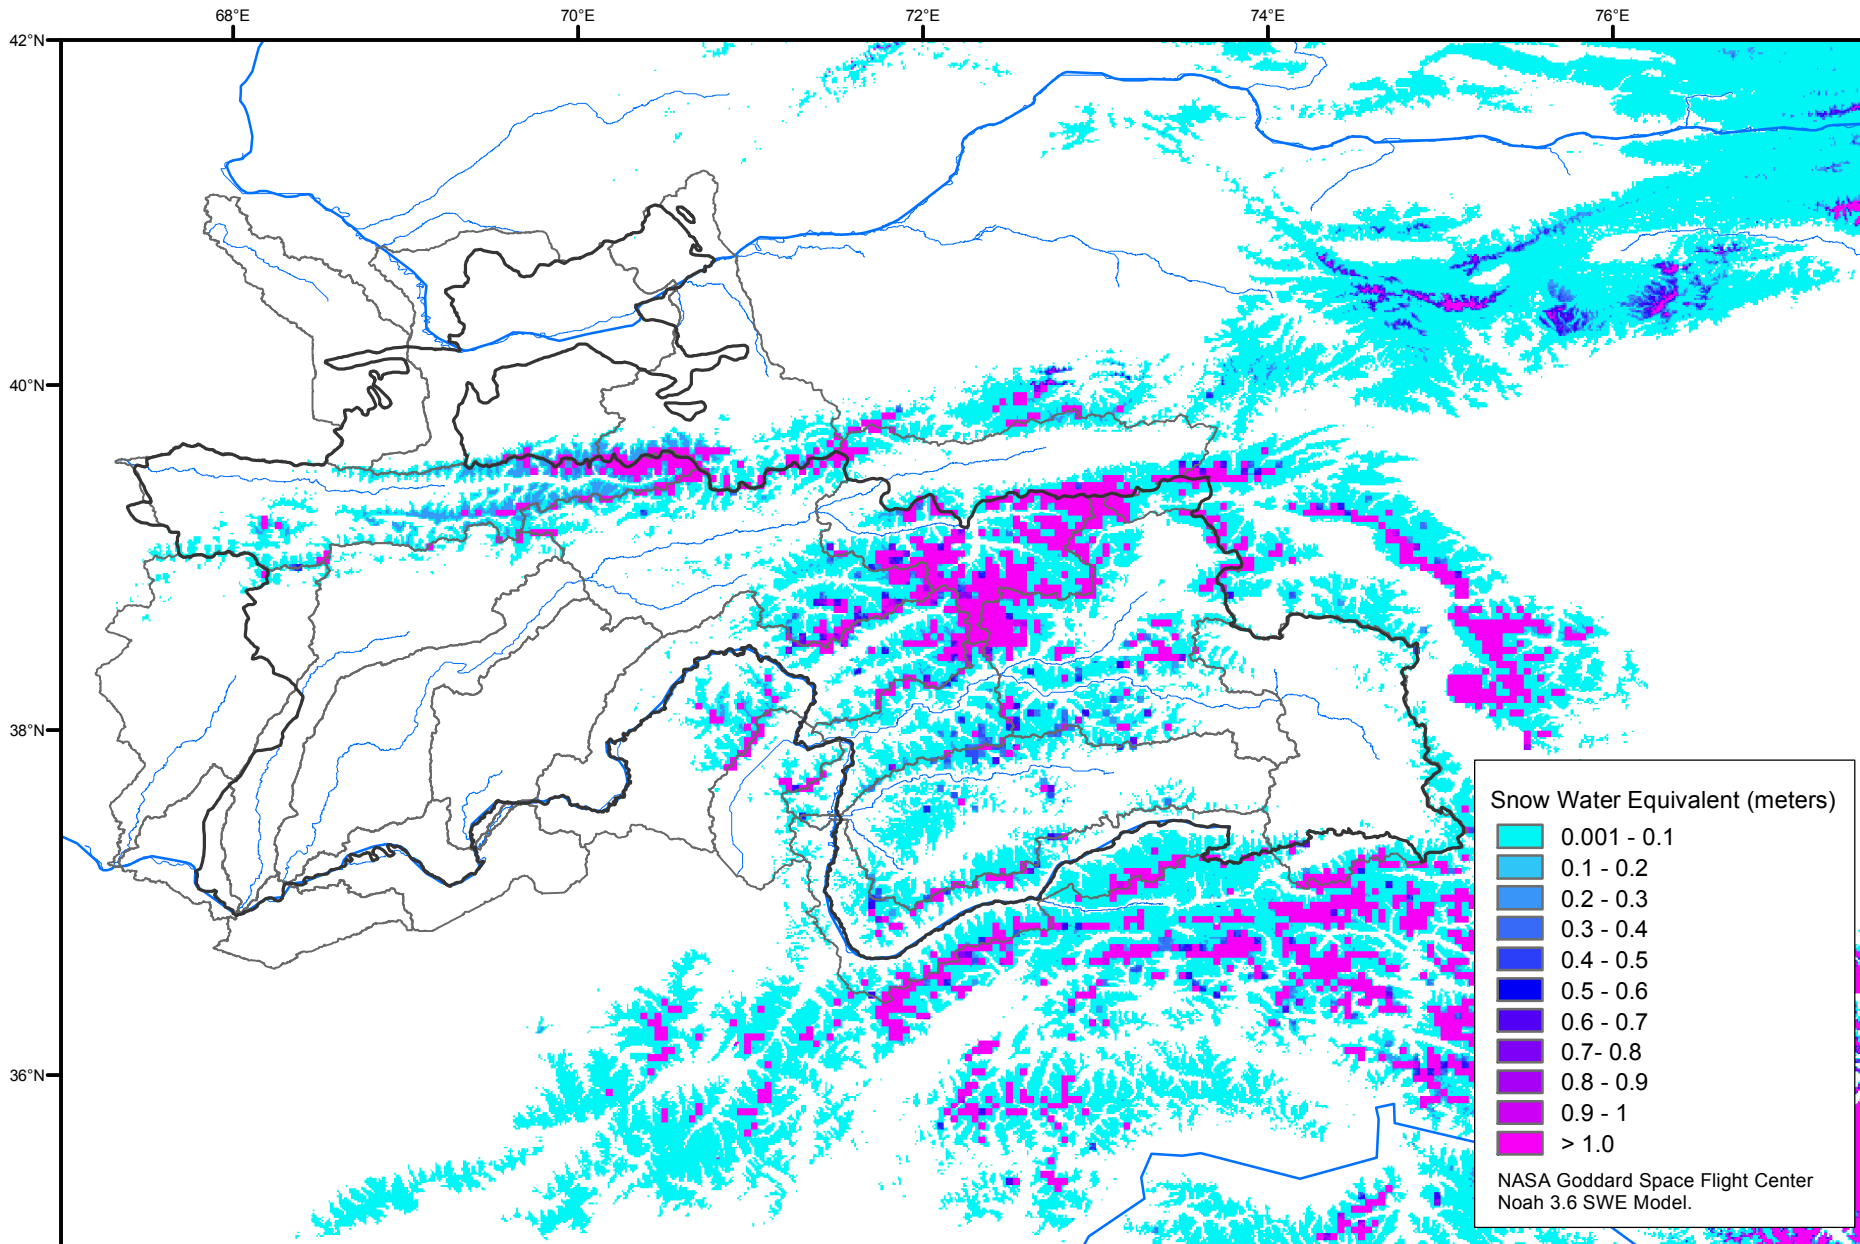 68°E 70°E 72°E 74°E 76°E
42°N
40°N
38°N
36°N
Snow Water Equivalent (meters)
0.001 - 0.1
0.1 - 0.2
0.2 - 0.3
0.3 - 0.4
0.4 - 0.5
0.5 - 0.6
0.6 - 0.7
0.7- 0.8
0.8 - 0.9
0.9 - 1
> 1.0
NASA Goddard Space Flight Center
Noah 3.6 SWE Model.